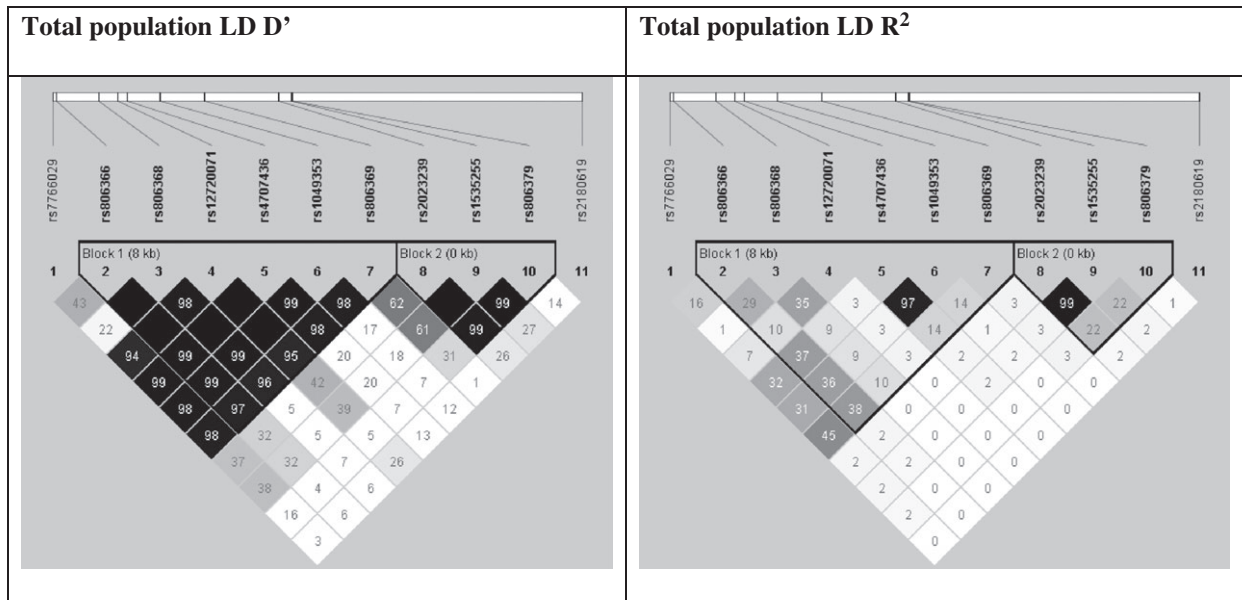 Total population LD D’
rs7766029
rs806366
rs806368
rs12720071
rs4707436
rs1049353
rs806369
rs2023239
rs1535255
rs806379
rs2180619
Block 1 (8 kb) Block 2 (0 kb)
1 2 3 4 5 6 7 8 9 10 11
43 98 99 98 62 99 14
22 98 17 61 99 27
94 99 99 95 20 18 31 26
99 99 96 42 20 7 1
98 97 5 39 7 12
98 32 5 5 13
37 32 7 26
38 4 6
16 6
3
Total population LD R²
rs7766029
rs806366
rs806368
rs12720071
rs4707436
rs1049353
rs806369
rs2023239
rs1535255
rs806379
rs2180619
Block 1 (8 kb) Block 2 (0 kb)
1 2 3 4 5 6 7 8 9 10 11
16 29 35 3 97 14 3 99 22 1
1 10 9 3 14 1 3 22 2
7 37 9 3 2 2 3 2
32 36 10 0 2 0 0
31 38 0 0 0 0
45 2 0 0 0
2 2 0 0
2 0 0
2 0
0